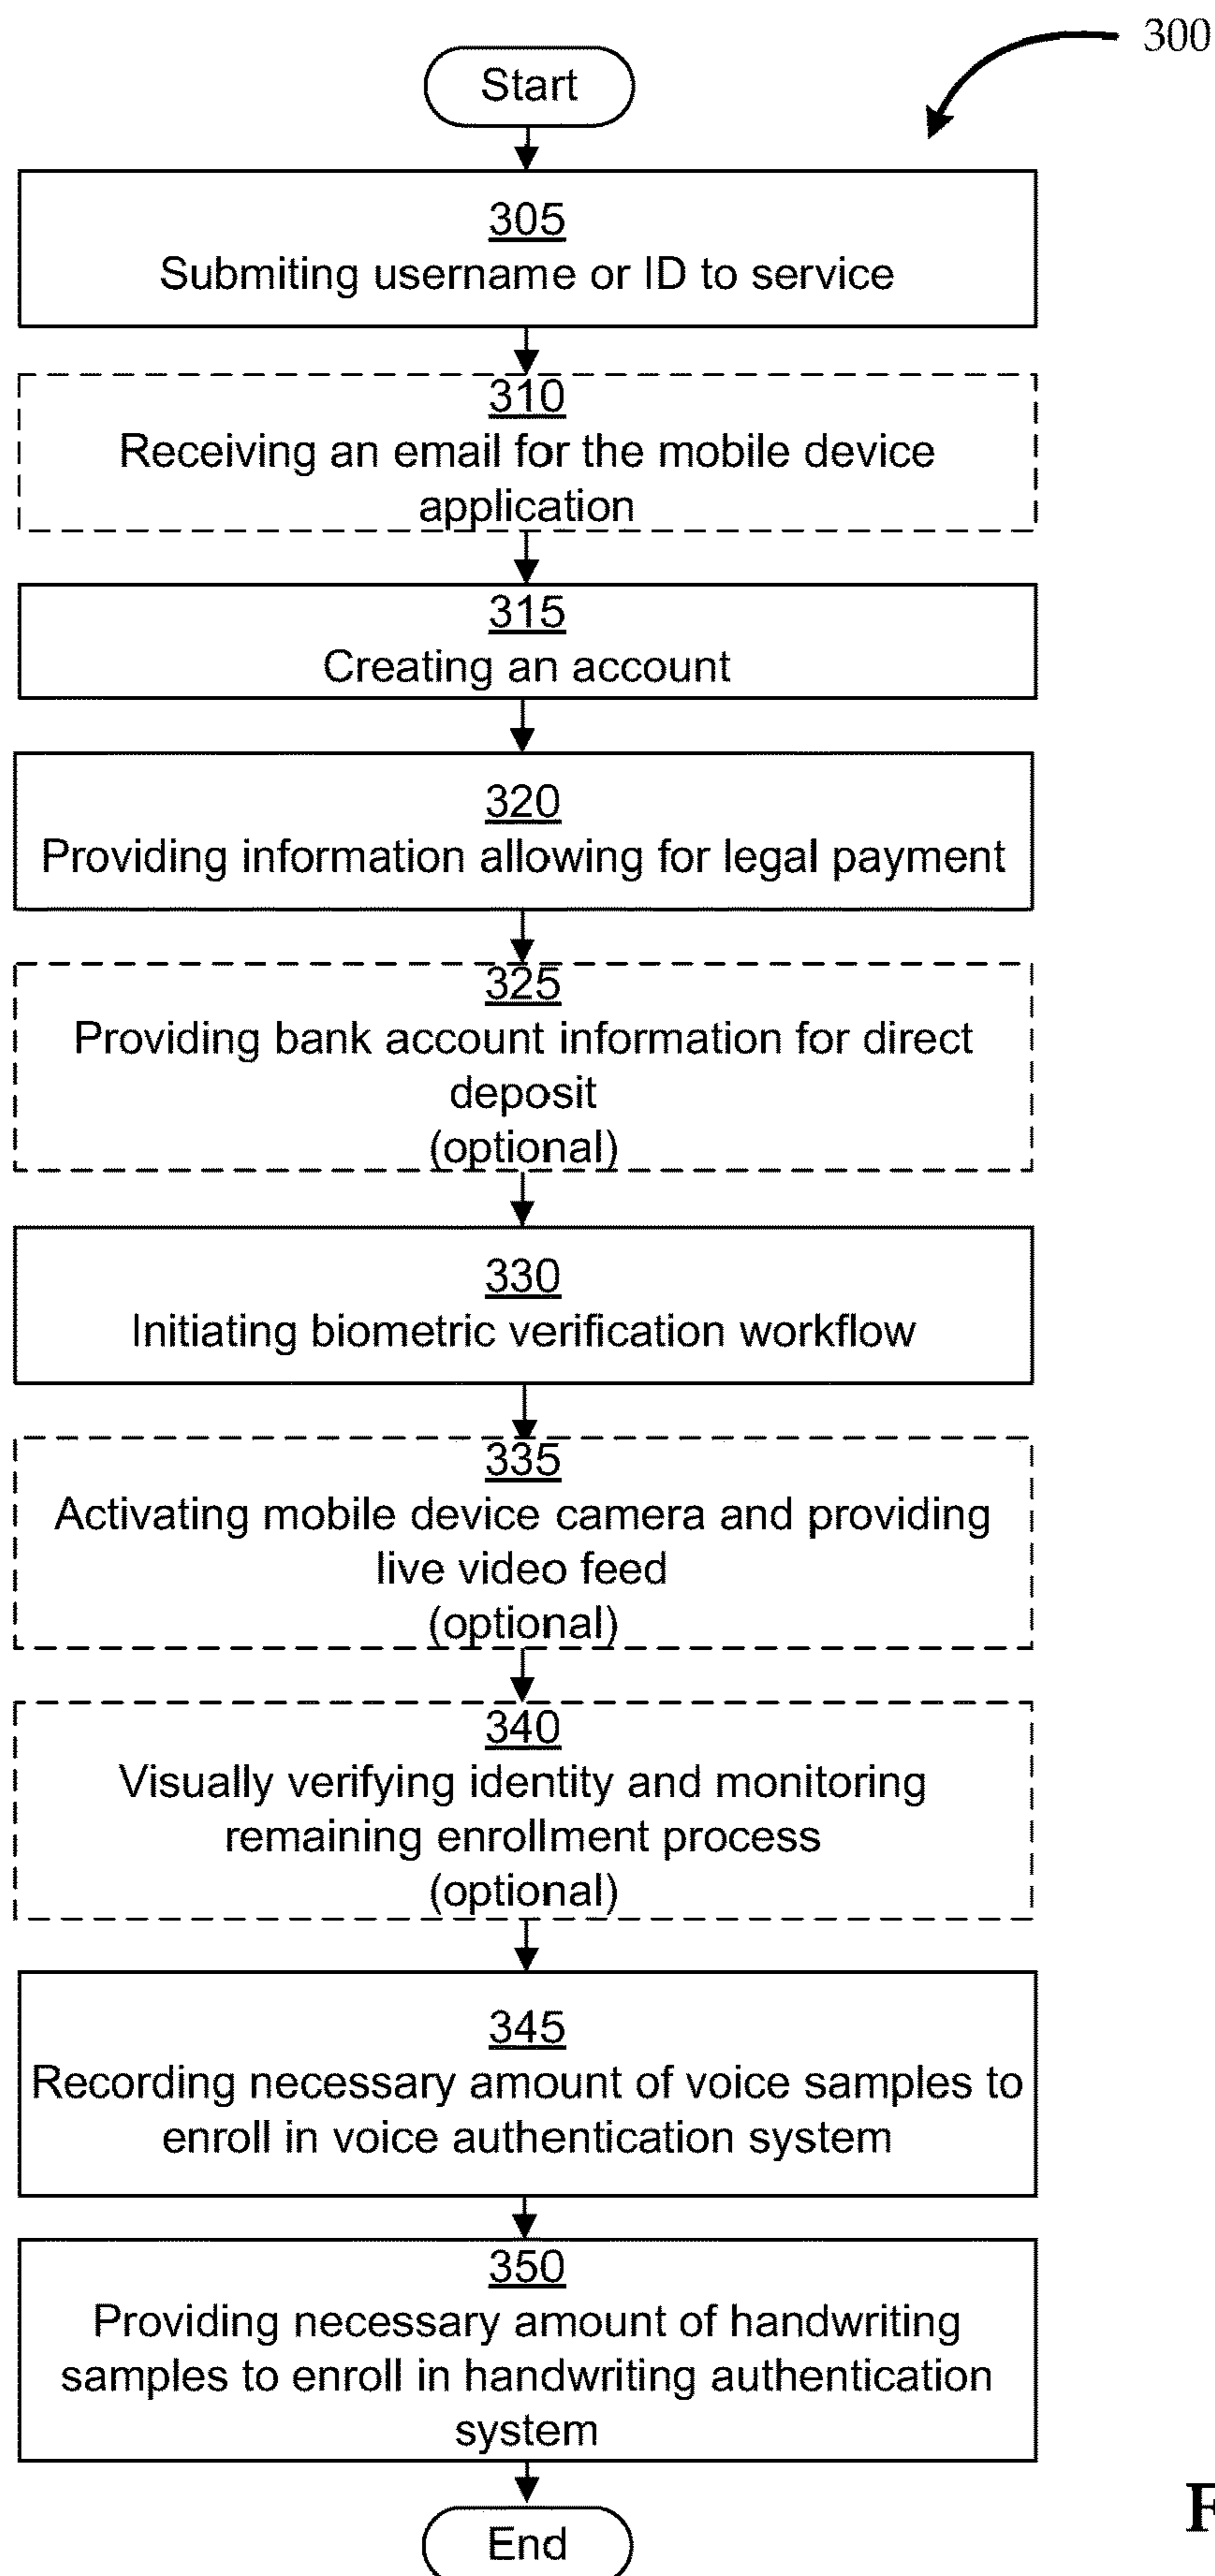 300
Start
305
Submiting username or ID to service
310
Receiving an email for the mobile device
application
315
Creating an account
320
Providing information allowing for legal payment
325
Providing bank account information for direct
deposit
(optional)
330
Initiating biometric verification workflow
335
Activating mobile device camera and providing
live video feed
(optional)
340
Visually verifying identity and monitoring
remaining enrollment process
(optional)
345
Recording necessary amount of voice samples to
enroll in voice authentication system
350
Providing necessary amount of handwriting
samples to enroll in handwriting authentication
system
End